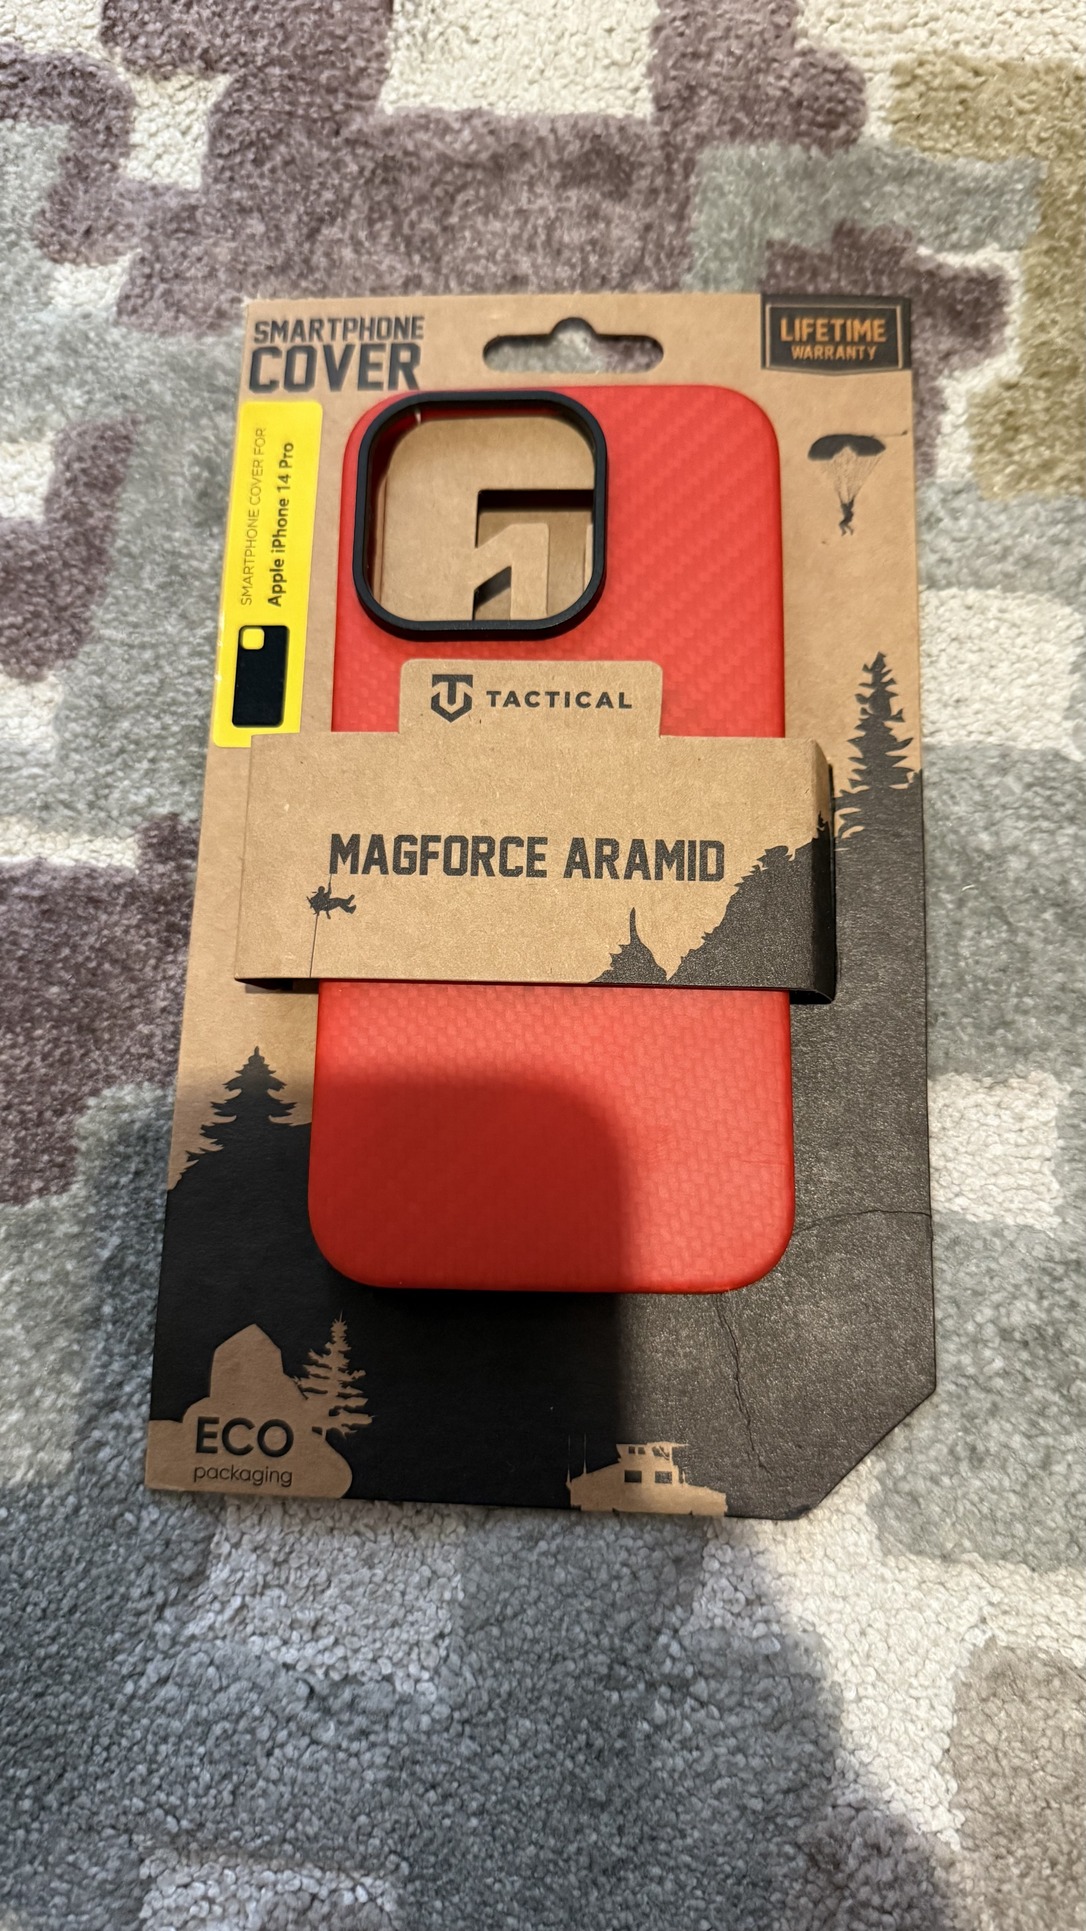 SMARTPHONE
COVER
LIFETIME
WARRANTY
SMARTPHONE COVER FOR
Apple iPhone 14 Pro
TACTICAL
MAGFORCE ARAMID
ECO
packaging